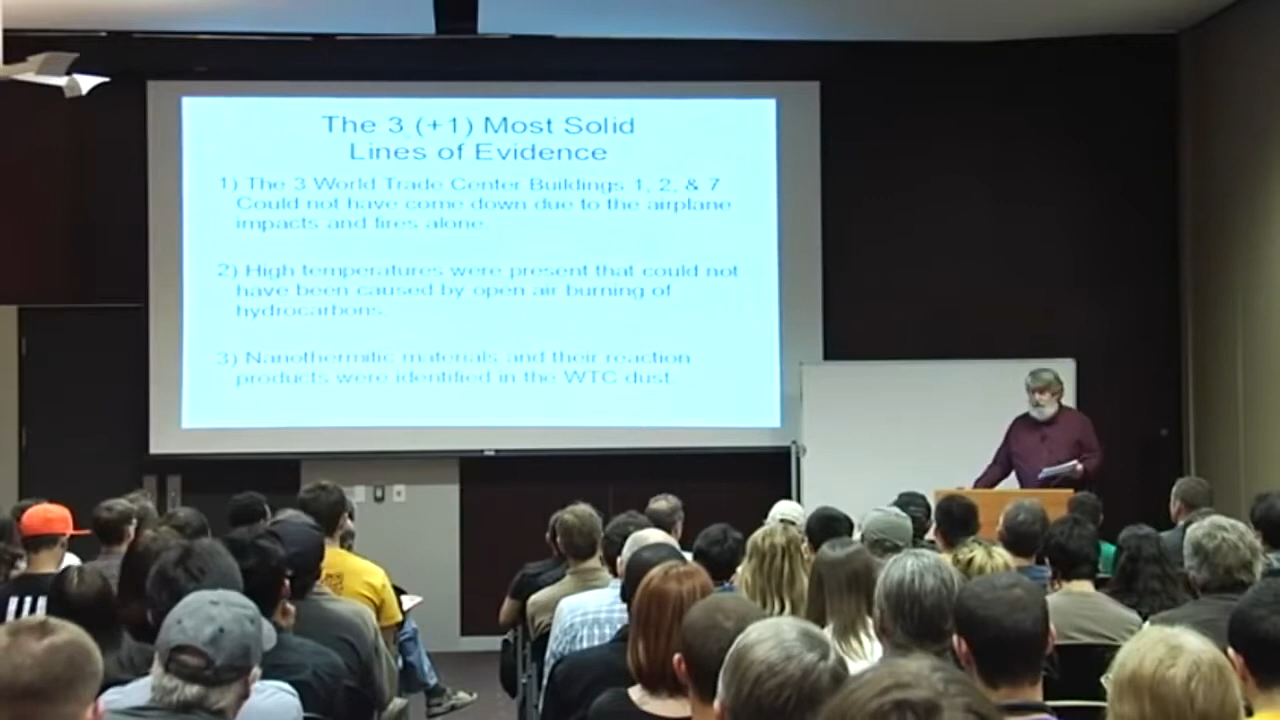 The 3 (+1) Most Solid
Lines of Evidence
1) The 3 World Trade Center Buildings 1, 2, & 7
Could not have come down due to the airplane
impacts and fires alone.
2) High temperatures were present that could not
have been caused by open air burning of
hydrocarbons.
3) Nanothermitic materials and their reaction
products were identified in the WTC dust.